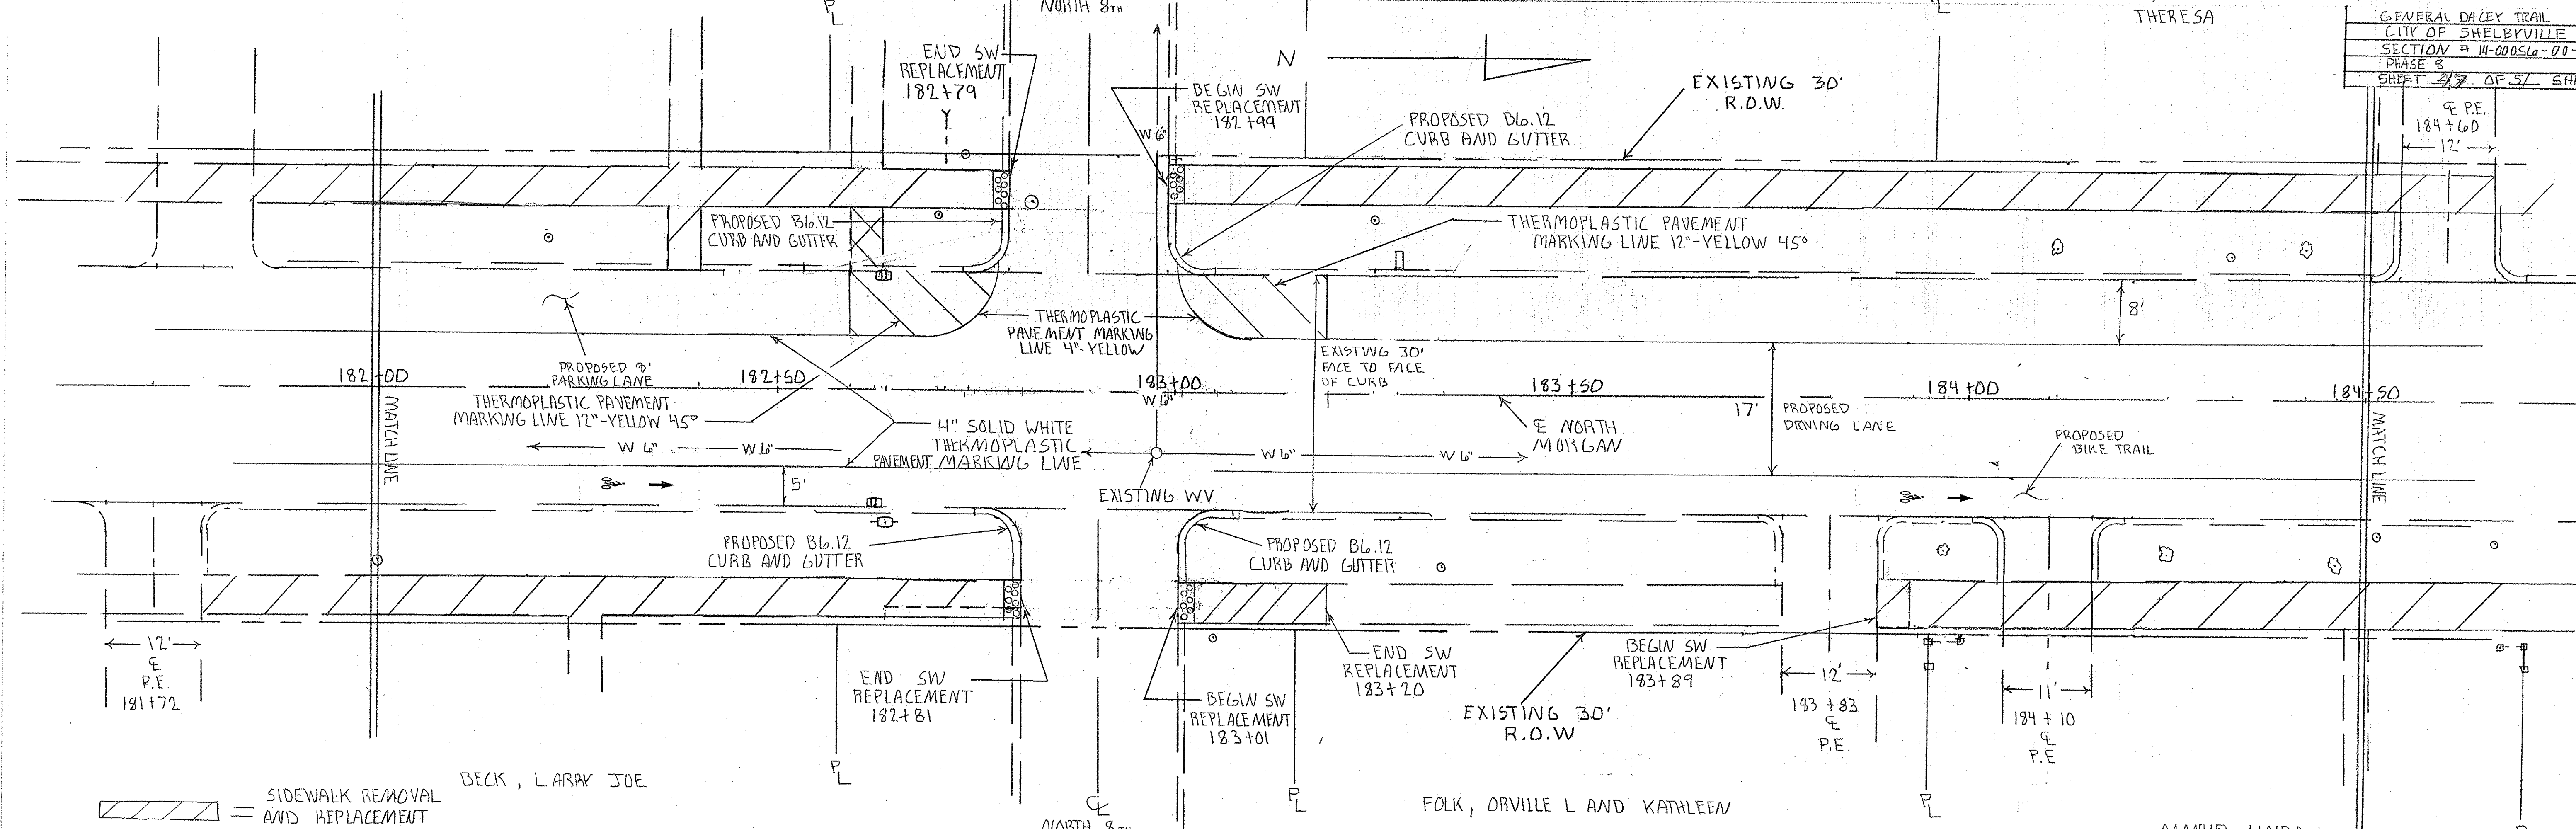 P L
NORTH 8TH
L
THERESA
GENERAL DACEY TRAIL
CITY OF SHELBYVILLE
SECTION # 14-00056-00-
PHASE 8
SHEET OF 51
END SW
REPLACEMENT
182+79
N
BEGIN SW
REPLACEMENT
182+99
W 6"
EXISTING 30'
R.O.W.
PROPOSED B6.12
CURB AND GUTTER
℄ P.E.
184+60
12'
PROPOSED B6.12
CURB AND GUTTER
THERMOPLASTIC PAVEMENT
MARKING LINE 12"-YELLOW 45°
THERMOPLASTIC
PAVEMENT MARKING
LINE 4"-YELLOW
8'
PROPOSED 8'
PARKING LANE
EXISTING 30'
FACE TO FACE
OF CURB
182+00
182+50
183+00
W 6"
183+50
184+00
184+50
THERMOPLASTIC PAVEMENT
MARKING LINE 12"-YELLOW 45°
MATCH LINE
17'
PROPOSED
DRIVING LANE
MATCH LINE
4" SOLID WHITE
THERMOPLASTIC
PAVEMENT MARKING LINE
℄ NORTH
MORGAN
PROPOSED
BIKE TRAIL
W 6"
W 6"
W 6"
W 6"
5'
EXISTING W.V.
PROPOSED B6.12
CURB AND GUTTER
PROPOSED B6.12
CURB AND GUTTER
12'
℄
P.E.
181+72
END SW
REPLACEMENT
182+81
BEGIN SW
REPLACEMENT
183+01
END SW
REPLACEMENT
183+20
BEGIN SW
REPLACEMENT
183+89
EXISTING 30'
R.O.W
12'
183+83
℄
P.E.
11'
184+10
℄
P.E
BECK, LARRY JOE
P L
℄
P L
FOLK, ORVILLE L AND KATHLEEN
P L
SIDEWALK REMOVAL
= AND REPLACEMENT
NORTH 8TH